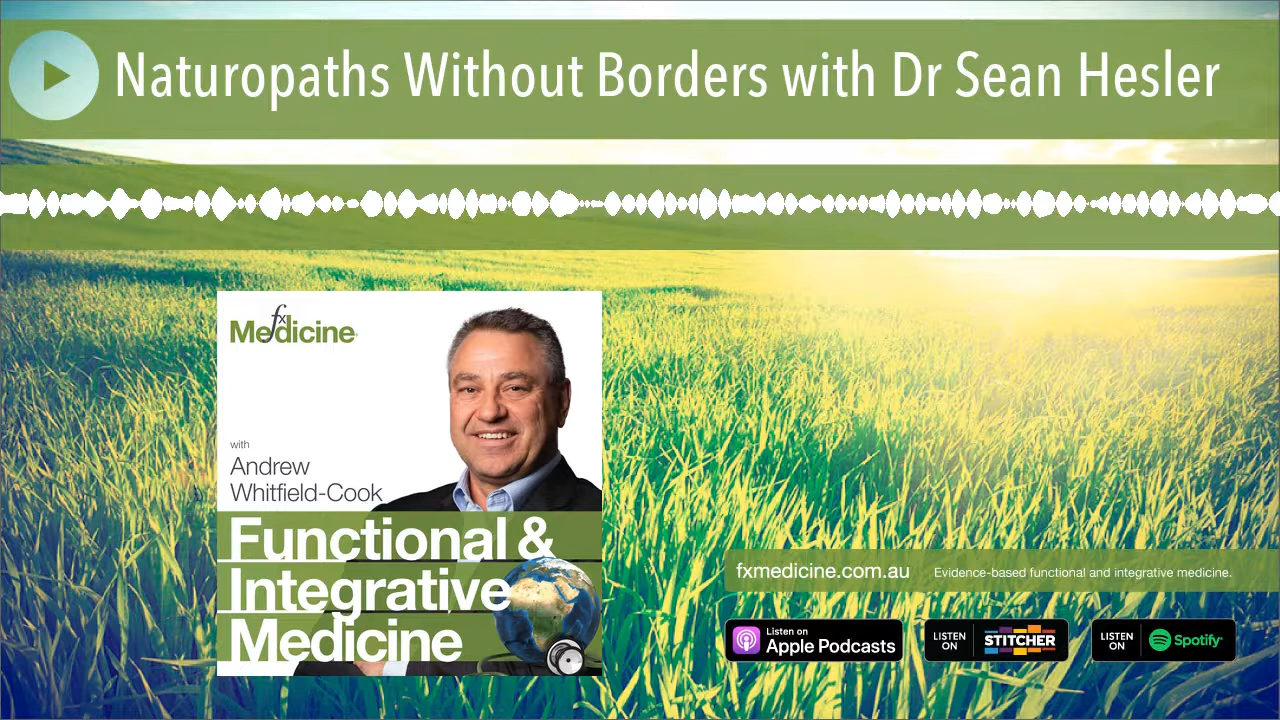 Naturopaths Without Borders with Dr Sean Hesler
fx
Medicine
with
Andrew
Whitfield-Cook
Functional &
Integrative
Medicine
fxmedicine.com.au Evidence-based functional and integrative medicine.
Listen on
Apple Podcasts
LISTEN
ON
STITCHER
LISTEN
ON
Spotify